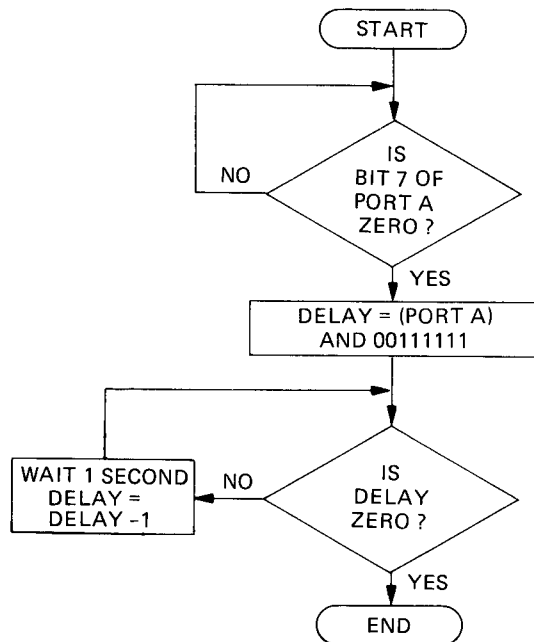 START
IS
BIT 7 OF
PORT A
ZERO ?
NO
YES
DELAY = (PORT A)
AND 00111111
IS
DELAY
ZERO ?
NO
WAIT 1 SECOND
DELAY =
DELAY -1
YES
END